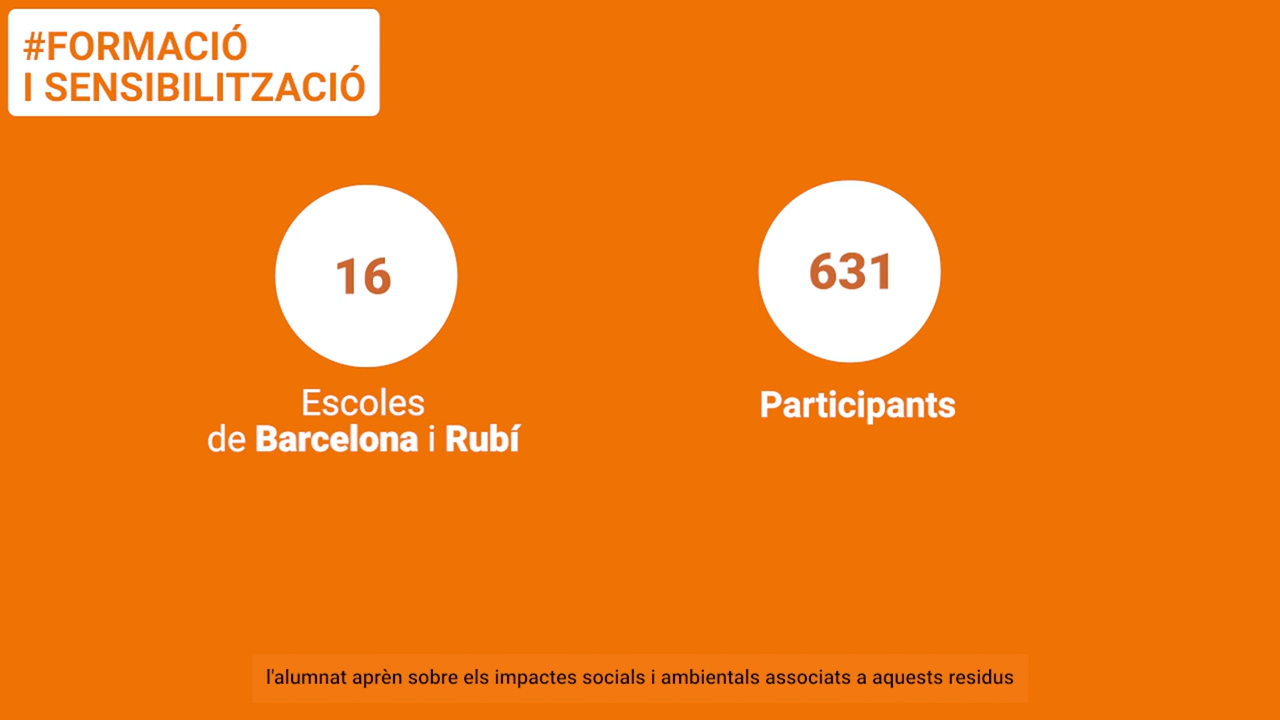 #FORMACIÓ
I SENSIBILITZACIÓ
16
Escoles
de Barcelona i Rubí
631
Participants
l'alumnat aprèn sobre els impactes socials i ambientals associats a aquests residus